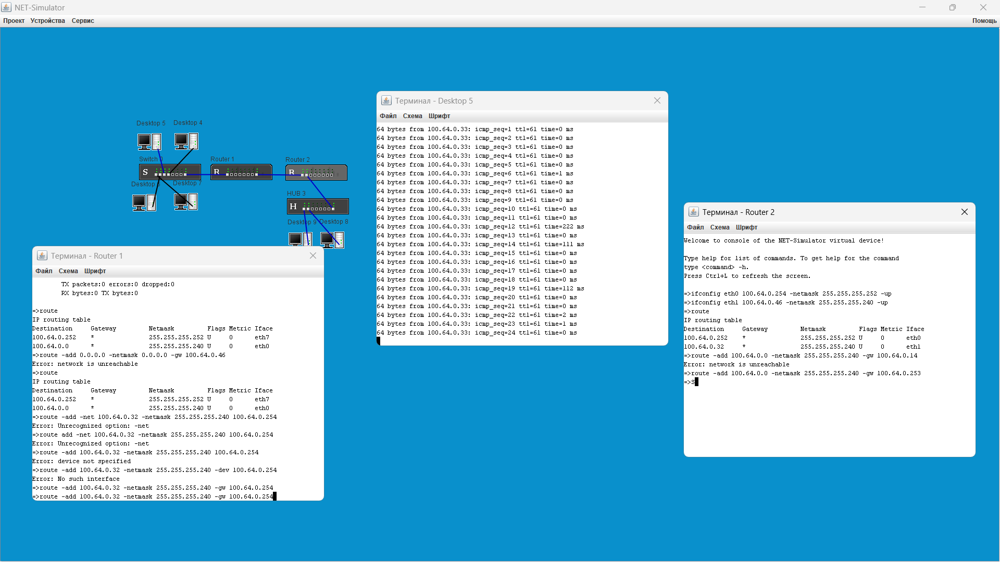 NET-Simulator
Проект Устройства Сервис Помощь
Desktop 5 Desktop 4
Switch 0 Router 1 Router 2
S R R
Desktop Desktop 7
HUB 3
H
Desktop 9 Desktop 8
Терминал - Desktop 5
Файл Схема Шрифт
64 bytes from 100.64.0.33: icmp_seq=1 ttl=61 time=0 ms
64 bytes from 100.64.0.33: icmp_seq=2 ttl=61 time=0 ms
64 bytes from 100.64.0.33: icmp_seq=3 ttl=61 time=0 ms
64 bytes from 100.64.0.33: icmp_seq=4 ttl=61 time=0 ms
64 bytes from 100.64.0.33: icmp_seq=5 ttl=61 time=0 ms
64 bytes from 100.64.0.33: icmp_seq=6 ttl=61 time=1 ms
64 bytes from 100.64.0.33: icmp_seq=7 ttl=61 time=0 ms
64 bytes from 100.64.0.33: icmp_seq=8 ttl=61 time=0 ms
64 bytes from 100.64.0.33: icmp_seq=9 ttl=61 time=0 ms
64 bytes from 100.64.0.33: icmp_seq=10 ttl=61 time=0 ms
64 bytes from 100.64.0.33: icmp_seq=11 ttl=61 time=0 ms
64 bytes from 100.64.0.33: icmp_seq=12 ttl=61 time=222 ms
64 bytes from 100.64.0.33: icmp_seq=13 ttl=61 time=0 ms
64 bytes from 100.64.0.33: icmp_seq=14 ttl=61 time=111 ms
64 bytes from 100.64.0.33: icmp_seq=15 ttl=61 time=0 ms
64 bytes from 100.64.0.33: icmp_seq=16 ttl=61 time=0 ms
64 bytes from 100.64.0.33: icmp_seq=17 ttl=61 time=0 ms
64 bytes from 100.64.0.33: icmp_seq=18 ttl=61 time=0 ms
64 bytes from 100.64.0.33: icmp_seq=19 ttl=61 time=112 ms
64 bytes from 100.64.0.33: icmp_seq=20 ttl=61 time=0 ms
64 bytes from 100.64.0.33: icmp_seq=21 ttl=61 time=0 ms
64 bytes from 100.64.0.33: icmp_seq=22 ttl=61 time=2 ms
64 bytes from 100.64.0.33: icmp_seq=23 ttl=61 time=1 ms
64 bytes from 100.64.0.33: icmp_seq=24 ttl=61 time=0 ms
Терминал - Router 1
Файл Схема Шрифт
TX packets:0 errors:0 dropped:0
RX bytes:0 TX bytes:0
=>route
IP routing table
Destination Gateway Netmask Flags Metric Iface
100.64.0.252 * 255.255.255.252 U 0 eth7
100.64.0.0 * 255.255.255.240 U 0 eth0
=>route -add 0.0.0.0 -netmask 0.0.0.0 -gw 100.64.0.46
Error: network is unreachable
=>route
IP routing table
Destination Gateway Netmask Flags Metric Iface
100.64.0.252 * 255.255.255.252 U 0 eth7
100.64.0.0 * 255.255.255.240 U 0 eth0
=>route -add -net 100.64.0.32 -netmask 255.255.255.240 100.64.0.254
Error: Unrecognized option: -net
=>route add -net 100.64.0.32 -netmask 255.255.255.240 100.64.0.254
Error: Unrecognized option: -net
=>route -add 100.64.0.32 -netmask 255.255.255.240 100.64.0.254
Error: device not specified
=>route -add 100.64.0.32 -netmask 255.255.255.240 -dev 100.64.0.254
Error: No such interface
=>route -add 100.64.0.32 -netmask 255.255.255.240 -gw 100.64.0.254
=>route -add 100.64.0.32 -netmask 255.255.255.240 -gw 100.64.0.254
Терминал - Router 2
Файл Схема Шрифт
Welcome to console of the NET-Simulator virtual device!
Type help for list of commands. To get help for the command
type <command> -h.
Press Ctrl+L to refresh the screen.
=>ifconfig eth0 100.64.0.254 -netmask 255.255.255.252 -up
=>ifconfig eth1 100.64.0.46 -netmask 255.255.255.240 -up
=>route
IP routing table
Destination Gateway Netmask Flags Metric Iface
100.64.0.252 * 255.255.255.252 U 0 eth0
100.64.0.32 * 255.255.255.240 U 0 eth1
=>route -add 100.64.0.0 -netmask 255.255.255.240 -gw 100.64.0.14
Error: network is unreachable
=>route -add 100.64.0.0 -netmask 255.255.255.240 -gw 100.64.0.253
=>S